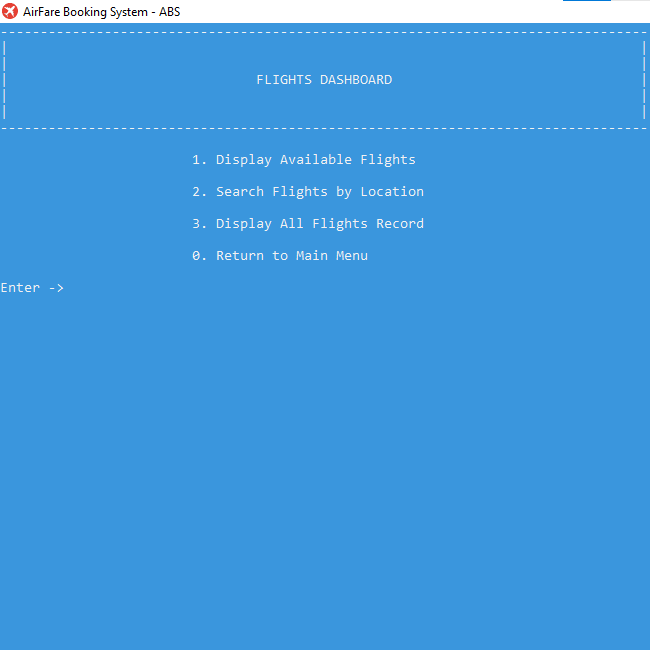 AirFare Booking System - ABS
---------------------------------------------------------------------------------
| |
| |
| FLIGHTS DASHBOARD |
| |
| |
---------------------------------------------------------------------------------
1. Display Available Flights
2. Search Flights by Location
3. Display All Flights Record
0. Return to Main Menu
Enter ->